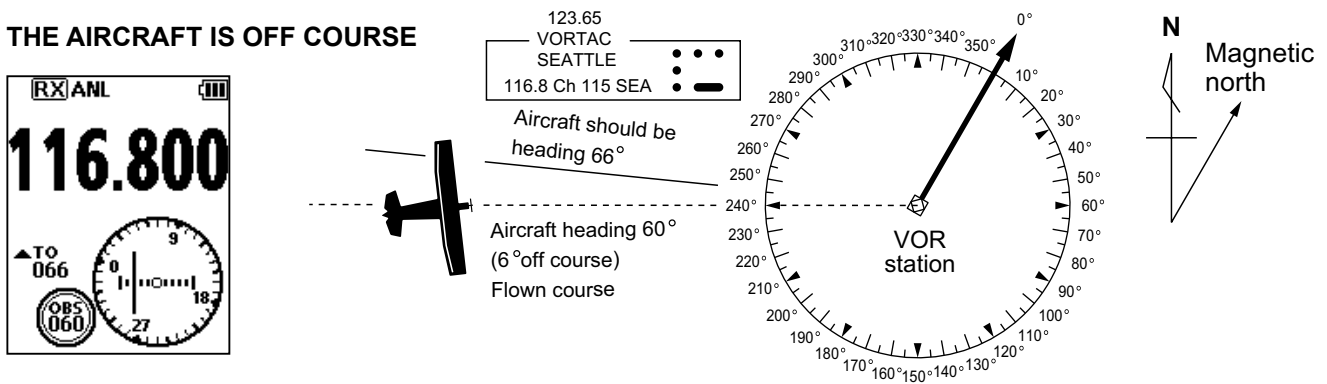 THE AIRCRAFT IS OFF COURSE
RX ANL
116.800
TO
066
OBS
060
0
9
18
27
123.65
VORTAC
SEATTLE
116.8 Ch 115 SEA
Aircraft should be
heading 66°
Aircraft heading 60°
(6°off course)
Flown course
0°
10°
20°
30°
40°
50°
60°
70°
80°
90°
100°
110°
120°
130°
140°
150°
160°
170°
180°
190°
200°
210°
220°
230°
240°
250°
260°
270°
280°
290°
300°
310°
320°
330°
340°
350°
VOR
station
N
Magnetic
north